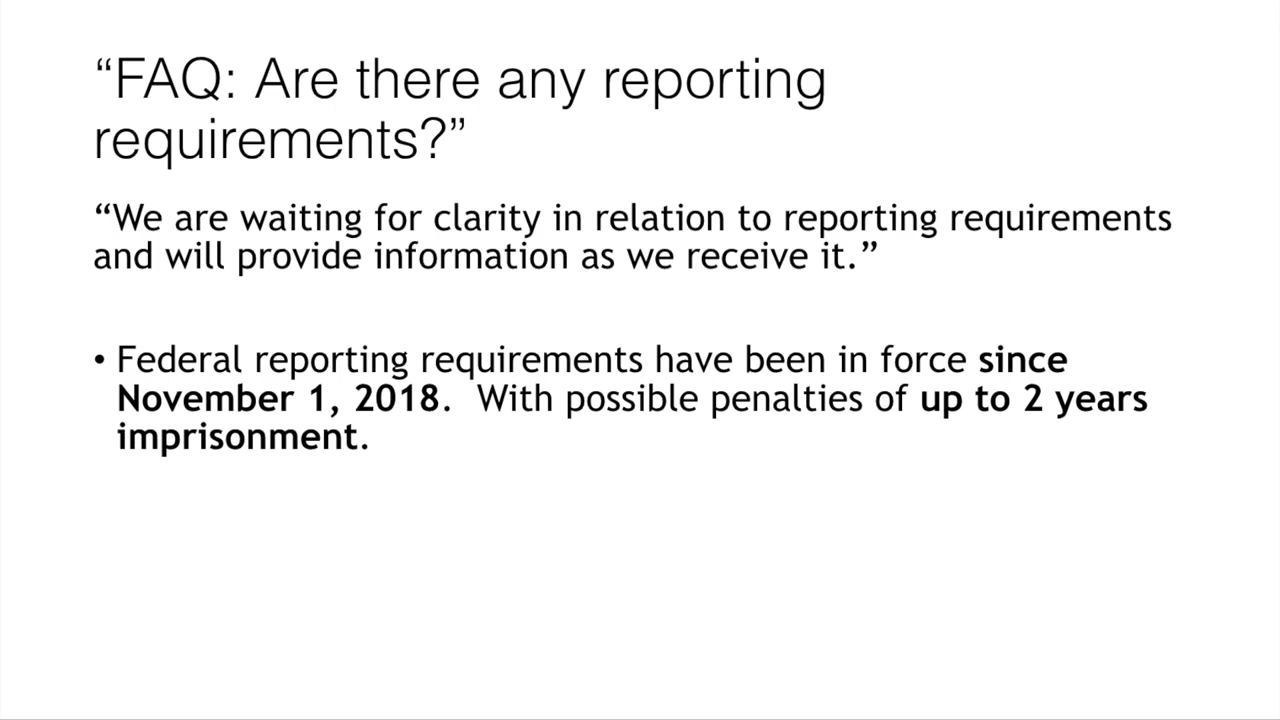 “FAQ: Are there any reporting
requirements?”
“We are waiting for clarity in relation to reporting requirements
and will provide information as we receive it.”
• Federal reporting requirements have been in force since
November 1, 2018.  With possible penalties of up to 2 years
imprisonment.